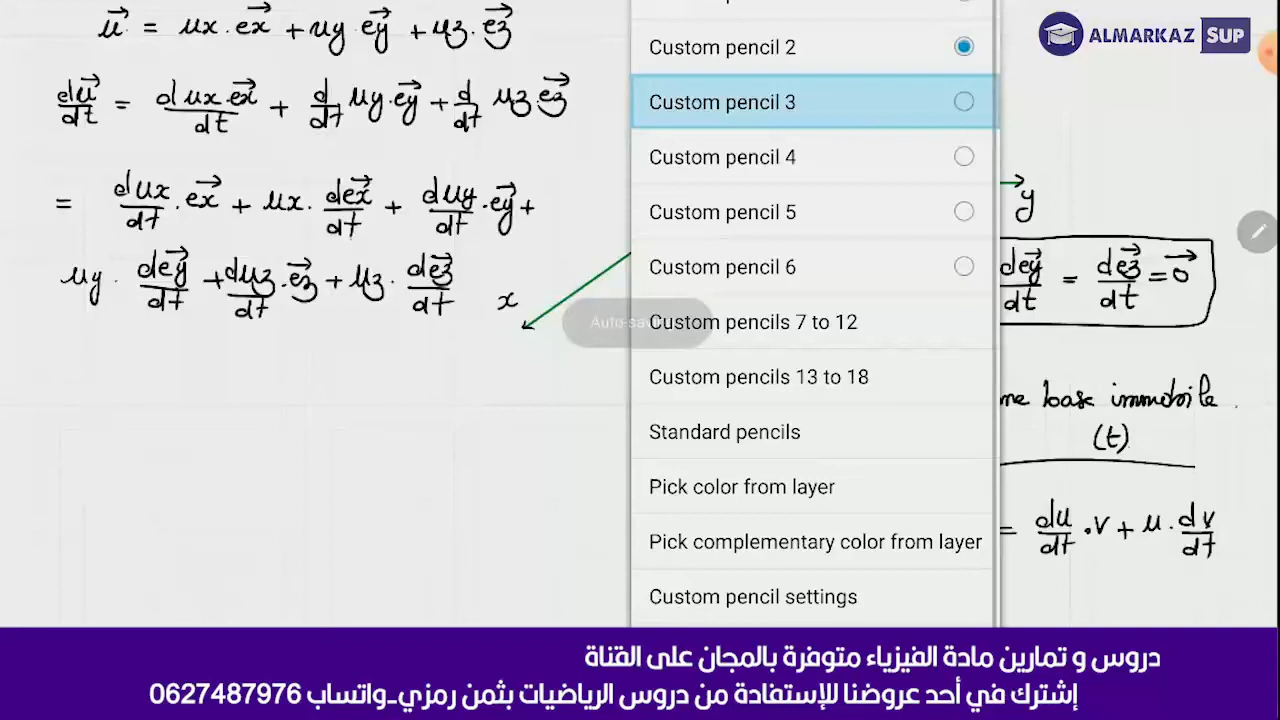 ALMARKAZ SUP
u⃗ = ux · ex⃗ + uy · ey⃗ + uz · ez⃗
du⃗/dt = dux·ex⃗/dt + d/dt uy·ey⃗ + d/dt uz·ez⃗
= dux/dt · ex⃗ + ux · dex⃗/dt + duy/dt · ey⃗ +
uy · dey⃗/dt + duz/dt · ez⃗ + uz · dez⃗/dt
x
Custom pencil 2
Custom pencil 3
Custom pencil 4
Custom pencil 5
Custom pencil 6
Custom pencils 7 to 12
Custom pencils 13 to 18
Standard pencils
Pick color from layer
Pick complementary color from layer
Custom pencil settings
y
dey⃗/dt = dez⃗/dt = 0⃗
ne base immobile.
(t)
= du/dt · v + u · dv/dt
دروس و تمارين مادة الفيزياء متوفرة بالمجان على القناة
إشترك في أحد عروضنا للإستفادة من دروس الرياضيات بثمن رمزي-واتساب 0627487976